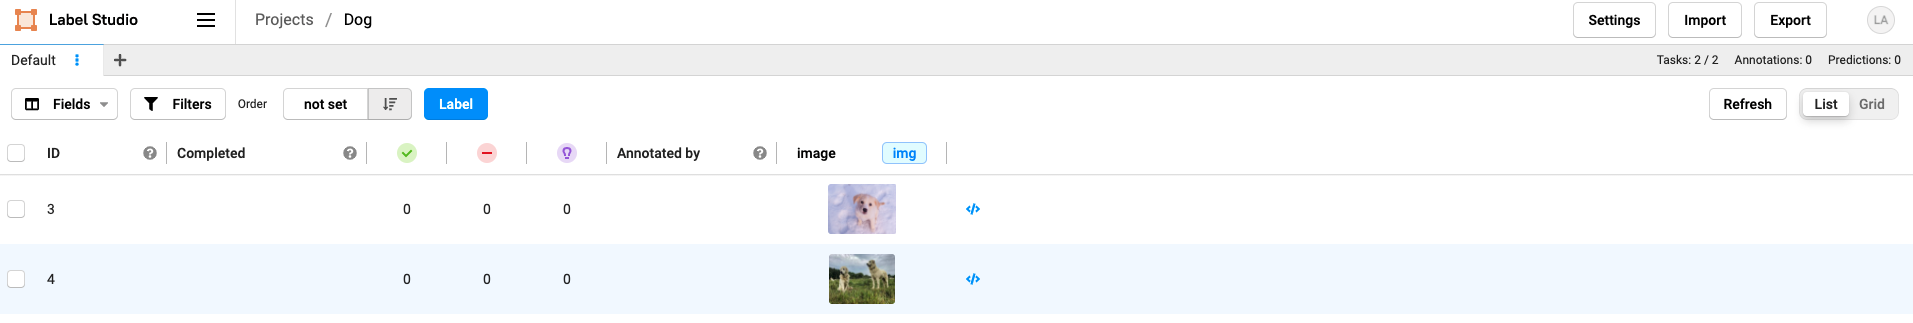 Label Studio Projects / Dog Settings Import Export LA
Default + Tasks: 2 / 2 Annotations: 0 Predictions: 0
Fields Filters Order not set Label Refresh List Grid
ID Completed Annotated by image img
3 0 0 0 </>
4 0 0 0 </>